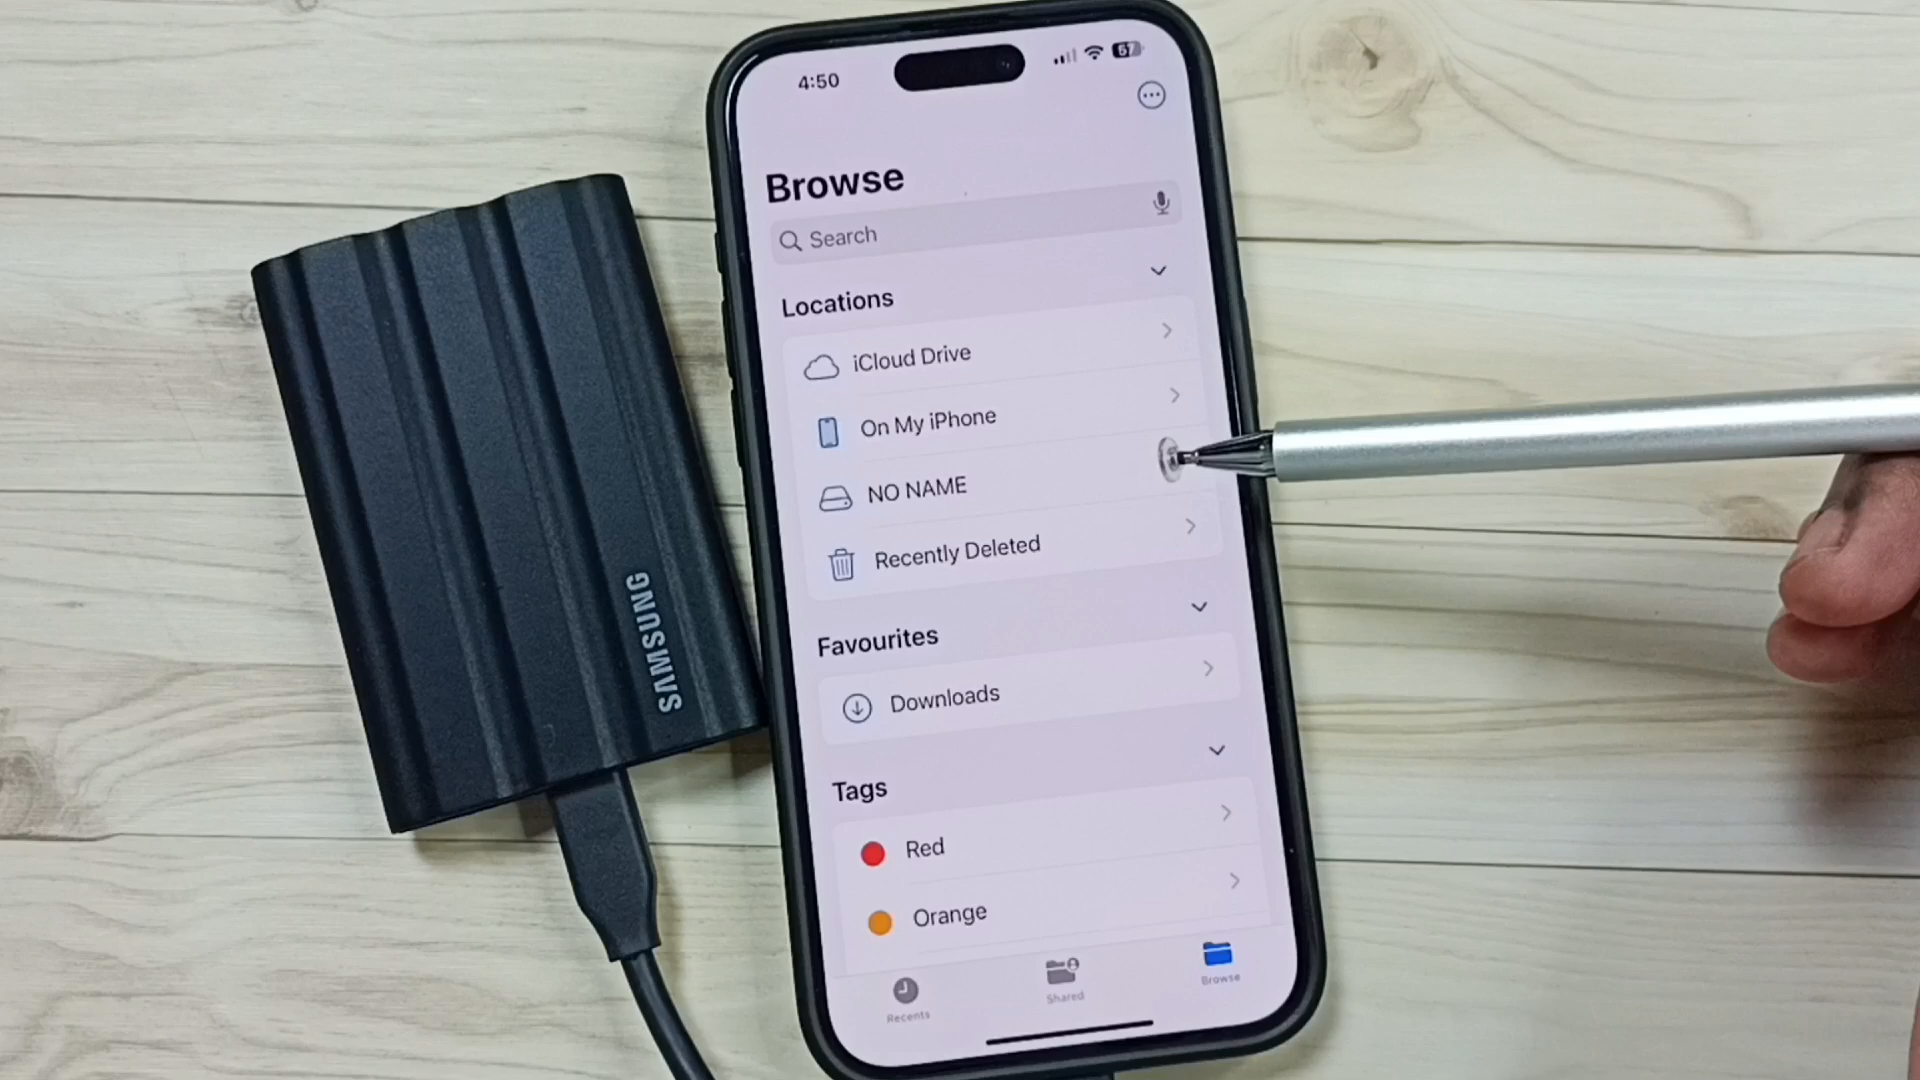 4:50
67
Browse
Search
Locations
iCloud Drive
On My iPhone
NO NAME
Recently Deleted
Favourites
Downloads
Tags
Red
Orange
Recents
Shared
Browse
SAMSUNG